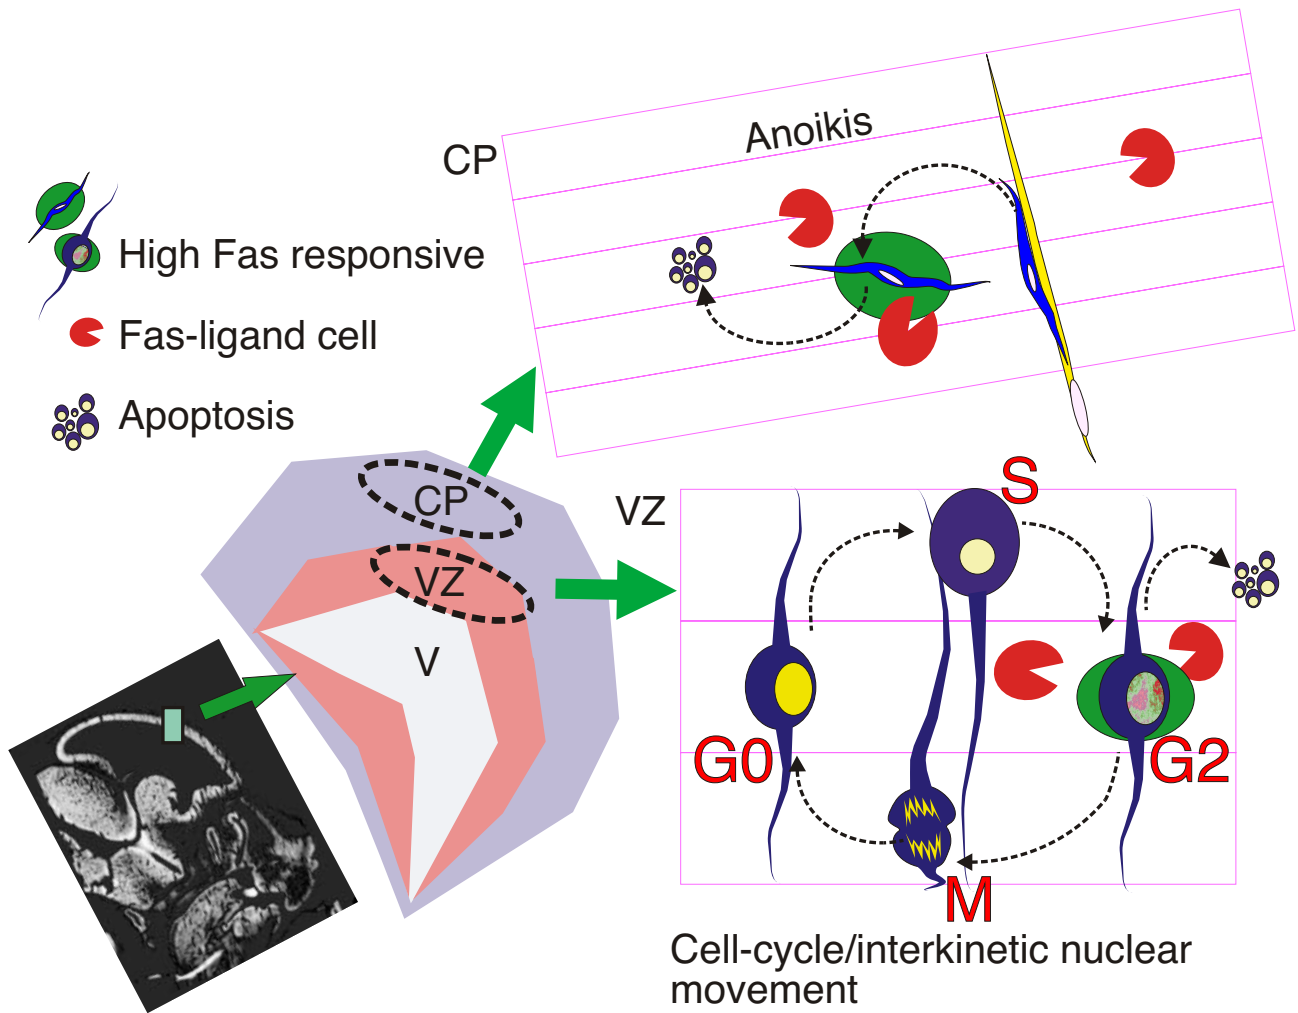 CP
Anoikis
High Fas responsive
Fas-ligand cell
Apoptosis
CP
VZ
V
VZ
S
G0
G2
M
Cell-cycle/interkinetic nuclear
movement